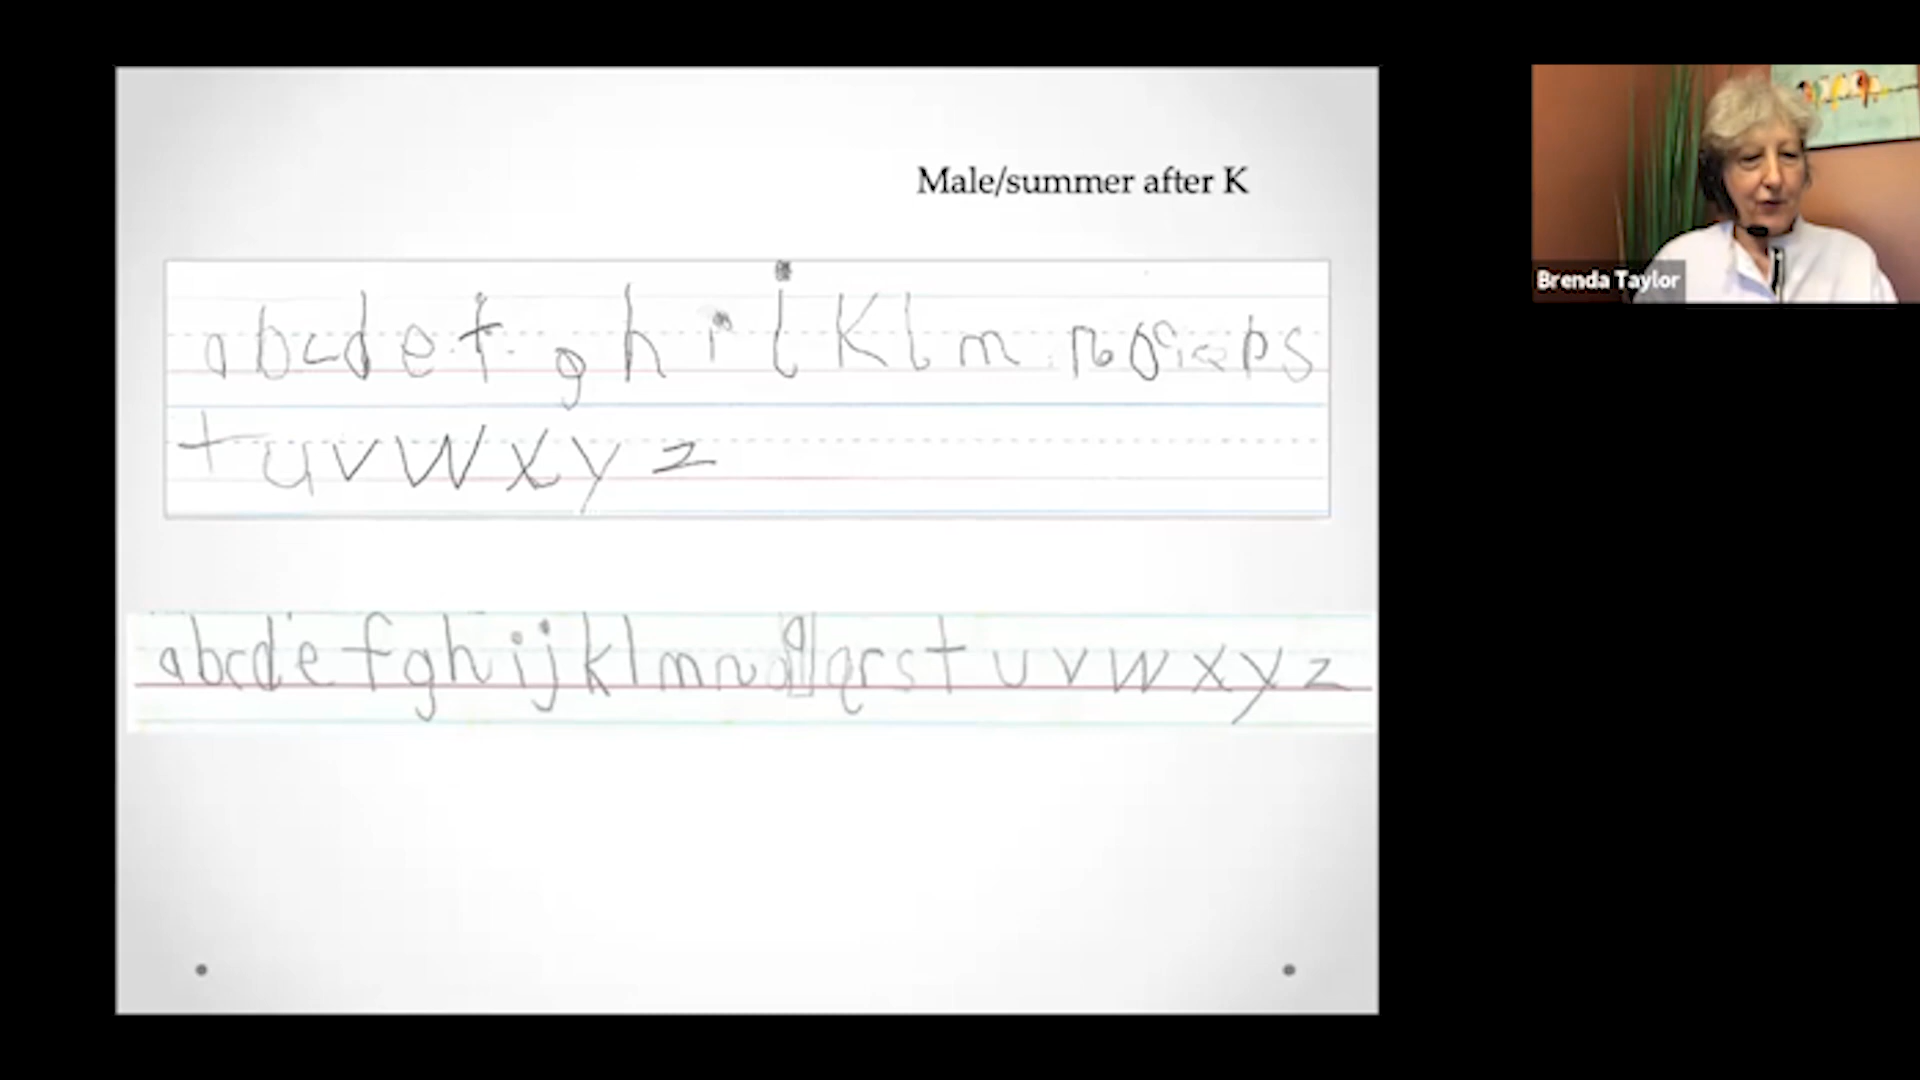 Male/summer after K
Brenda Taylor
a b c d e f g h i j k l m n o p s
t u v w x y z
a b c d e f g h i j k l m n q r s t u v w x y z